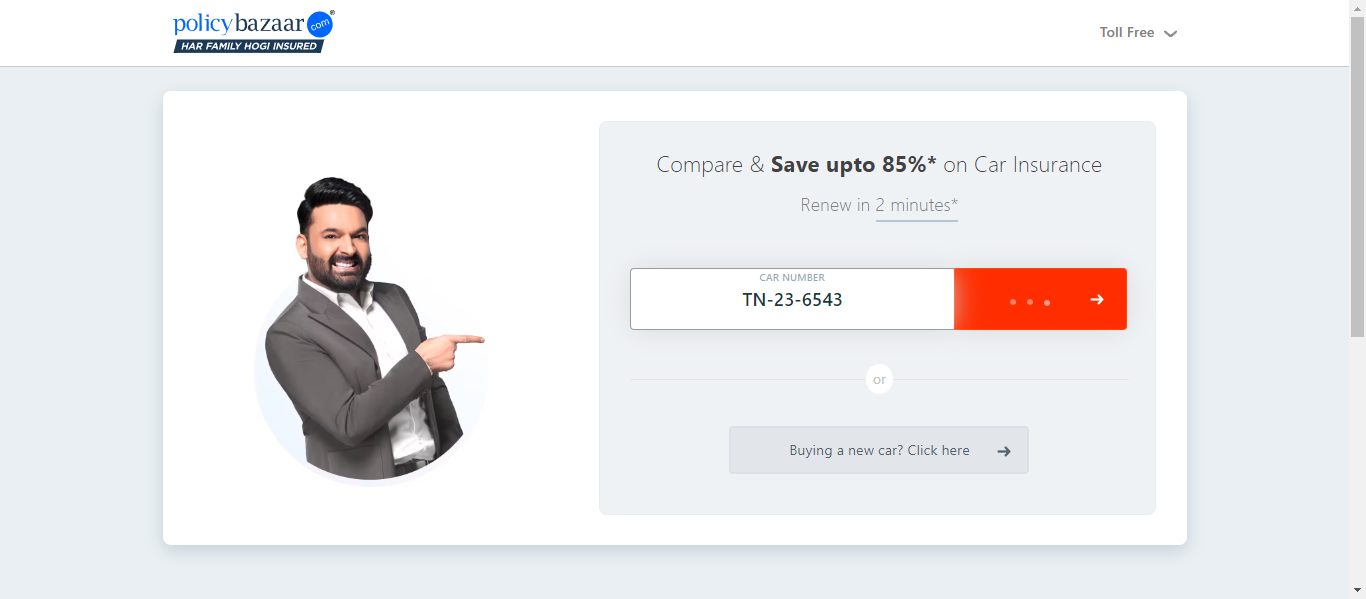 policybazaar.com®
HAR FAMILY HOGI INSURED
Toll Free
Compare & Save upto 85%* on Car Insurance
Renew in 2 minutes*
CAR NUMBER
TN-23-6543
or
Buying a new car? Click here